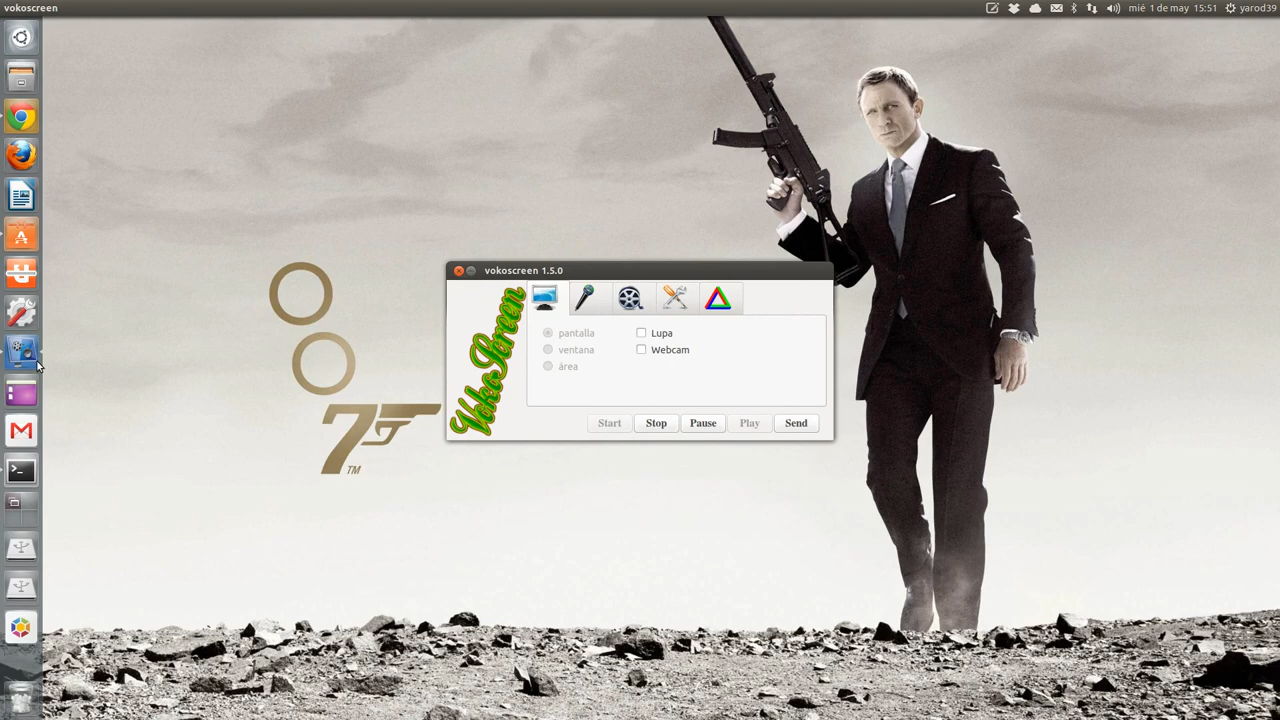 vokoscreen
mié 1 de may 15:51
yarod39
007
TM
vokoscreen 1.5.0
VokoScreen
pantalla
Lupa
ventana
Webcam
área
Start
Stop
Pause
Play
Send